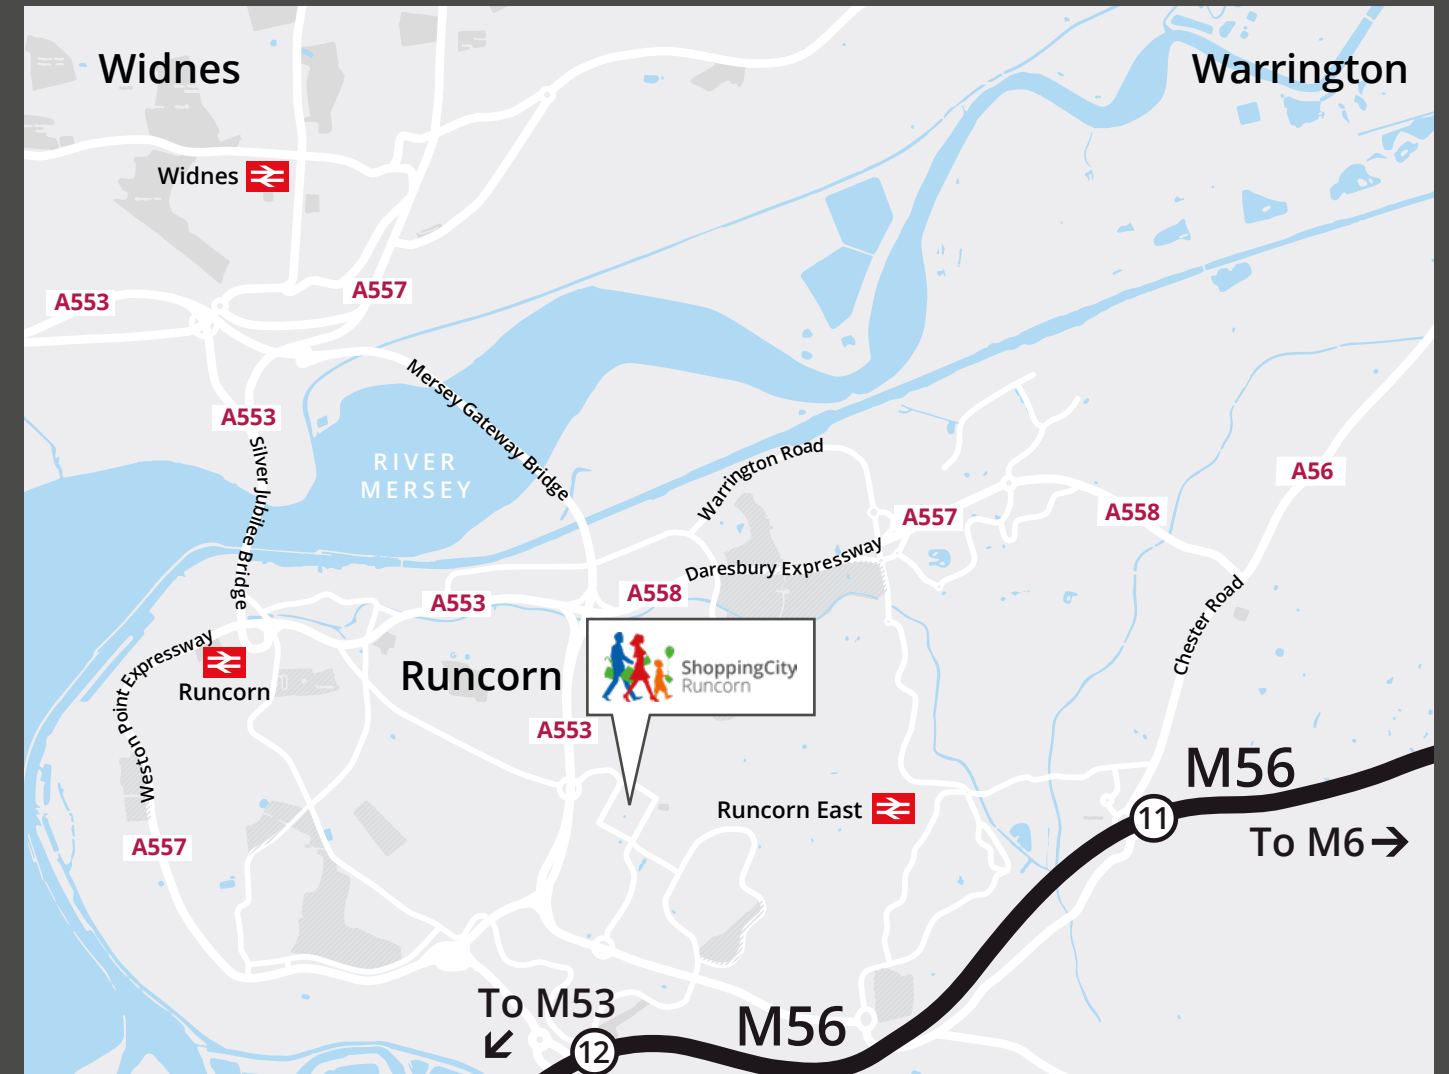 Widnes
Warrington
Widnes
A553
A557
A553
Mersey Gateway Bridge
Silver Jubilee Bridge
RIVER
MERSEY
Warrington Road
A56
A557
A558
Daresbury Expressway
A553
A558
Chester Road
Weston Point Expressway
Runcorn
Runcorn
ShoppingCity
Runcorn
A553
M56
Runcorn East
11
To M6
A557
To M53
M56
12